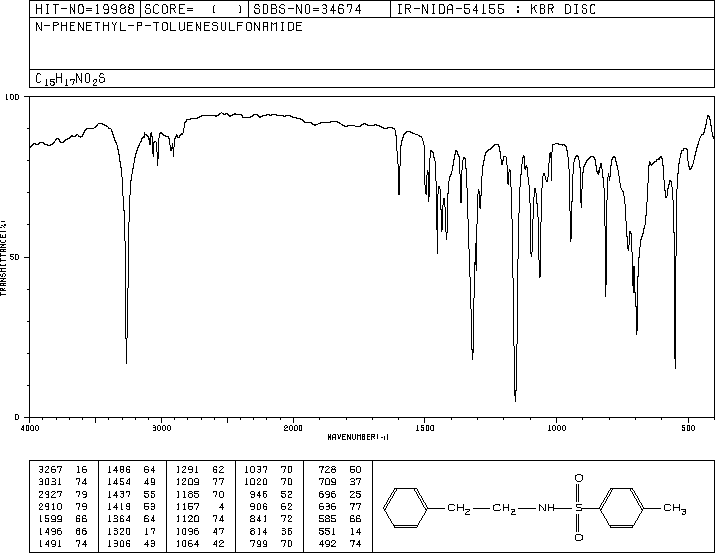 HIT-NO=19988 SCORE= ( ) SDBS-NO=34674 IR-NIDA-54155 : KBR DISC
N-PHENETHYL-P-TOLUENESULFONAMIDE
C15H17NO2S
100
50
0
TRANSMITTANCE(%)
4000 3000 2000 1500 1000 500
WAVENUMBER(-1)
3267 16 1486 64 1291 62 1037 70 728 50
3031 74 1454 49 1209 77 1020 70 709 37
2927 79 1437 55 1185 70 945 52 696 25
2910 79 1419 53 1157 4 906 62 636 77
1599 66 1364 64 1120 74 841 72 585 66
1496 66 1320 17 1096 47 814 36 551 14
1491 74 1306 43 1064 42 799 70 492 74
CH2 CH2 NH S O O CH3